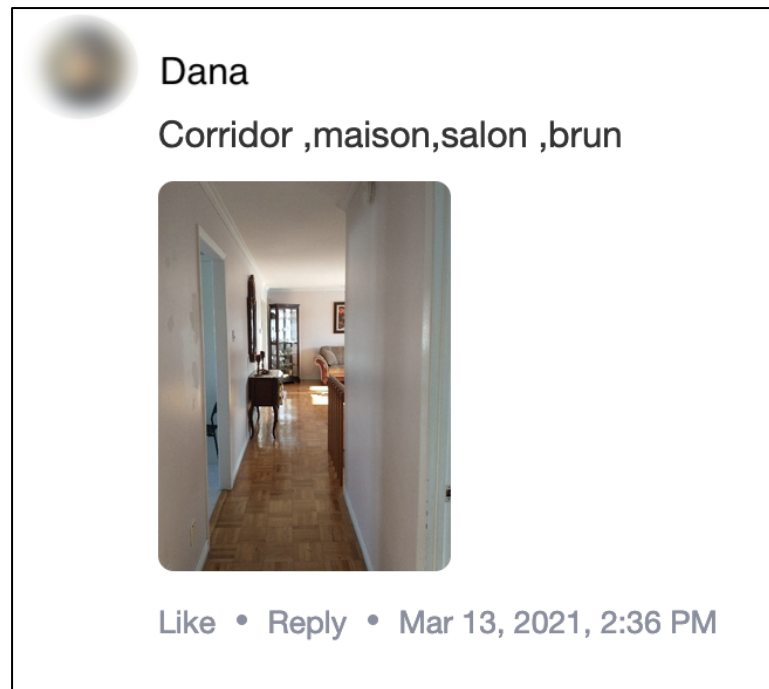 Dana
Corridor ,maison,salon ,brun
Like • Reply • Mar 13, 2021, 2:36 PM